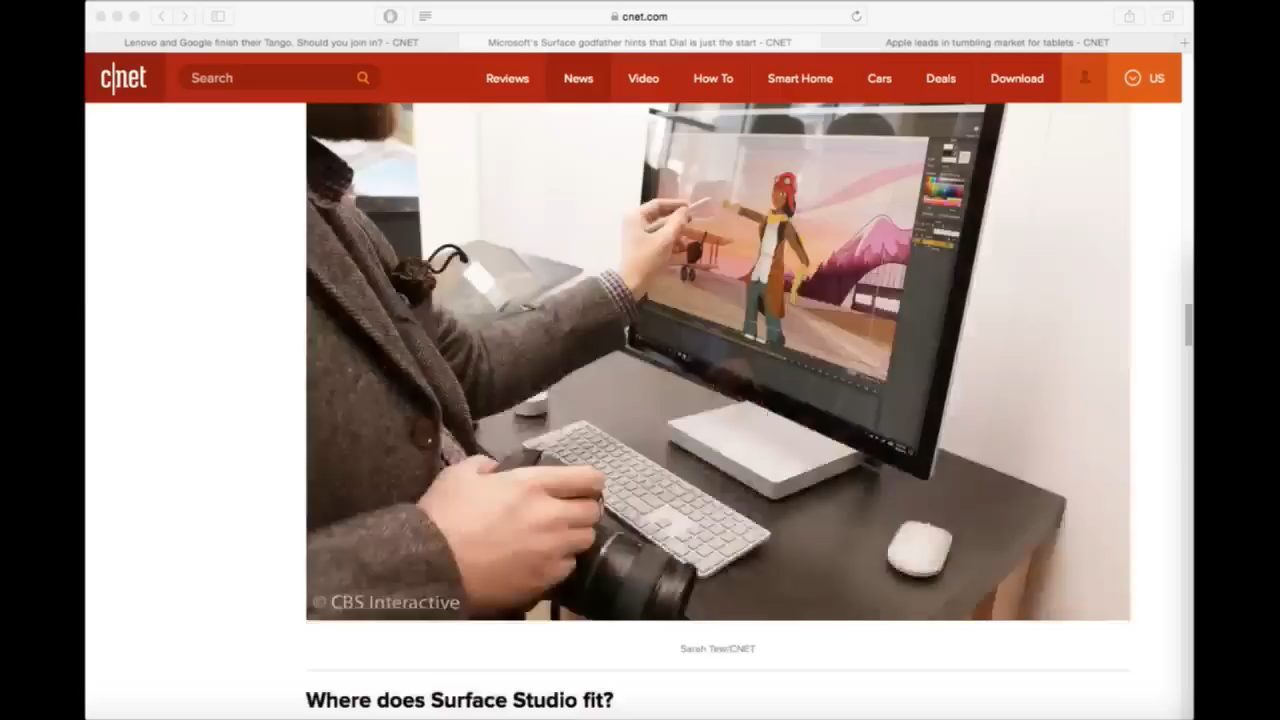 cnet.com
Lenovo and Google finish their Tango. Should you join in? - CNET
Microsoft's Surface godfather hints that Dial is just the start - CNET
Apple leads in tumbling market for tablets - CNET
c|net
Search
Reviews
News
Video
How To
Smart Home
Cars
Deals
Download
US
© CBS Interactive
Sarah Tew/CNET
Where does Surface Studio fit?